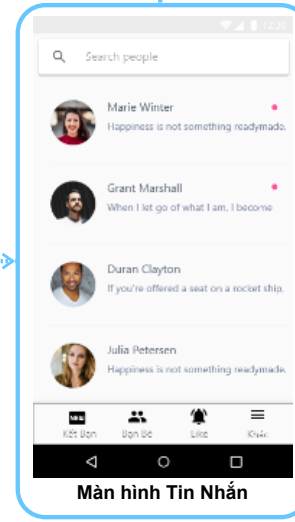 12:30
Search people
Marie Winter
Happiness is not something readymade.
Grant Marshall
When I let go of what I am, I become
Duran Clayton
If you're offered a seat on a rocket ship,
Julia Petersen
Happiness is not something readymade.
Kết Bạn Bạn Bè Like Khác
Màn hình Tin Nhắn